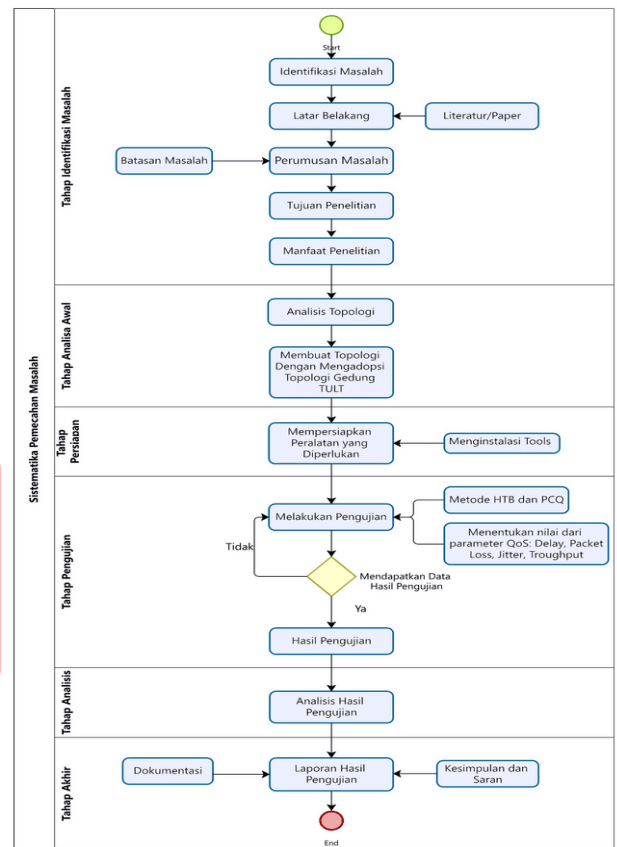 Sistematika Pemecahan Masalah
Tahap Identifikasi Masalah
Start
Identifikasi Masalah
Latar Belakang
Literatur/Paper
Batasan Masalah
Perumusan Masalah
Tujuan Penelitian
Manfaat Penelitian
Tahap Analisa Awal
Analisis Topologi
Membuat Topologi
Dengan Mengadopsi
Topologi Gedung
TULT
Tahap
Persiapan
Mempersiapkan
Peralatan yang
Diperlukan
Menginstalasi Tools
Tahap Pengujian
Metode HTB dan PCQ
Melakukan Pengujian
Menentukan nilai dari
parameter QoS: Delay, Packet
Loss, Jitter, Troughput
Tidak
Mendapatkan Data
Hasil Pengujian
Ya
Hasil Pengujian
Tahap Analisis
Analisis Hasil
Pengujian
Tahap Akhir
Dokumentasi
Laporan Hasil
Pengujian
Kesimpulan dan
Saran
End